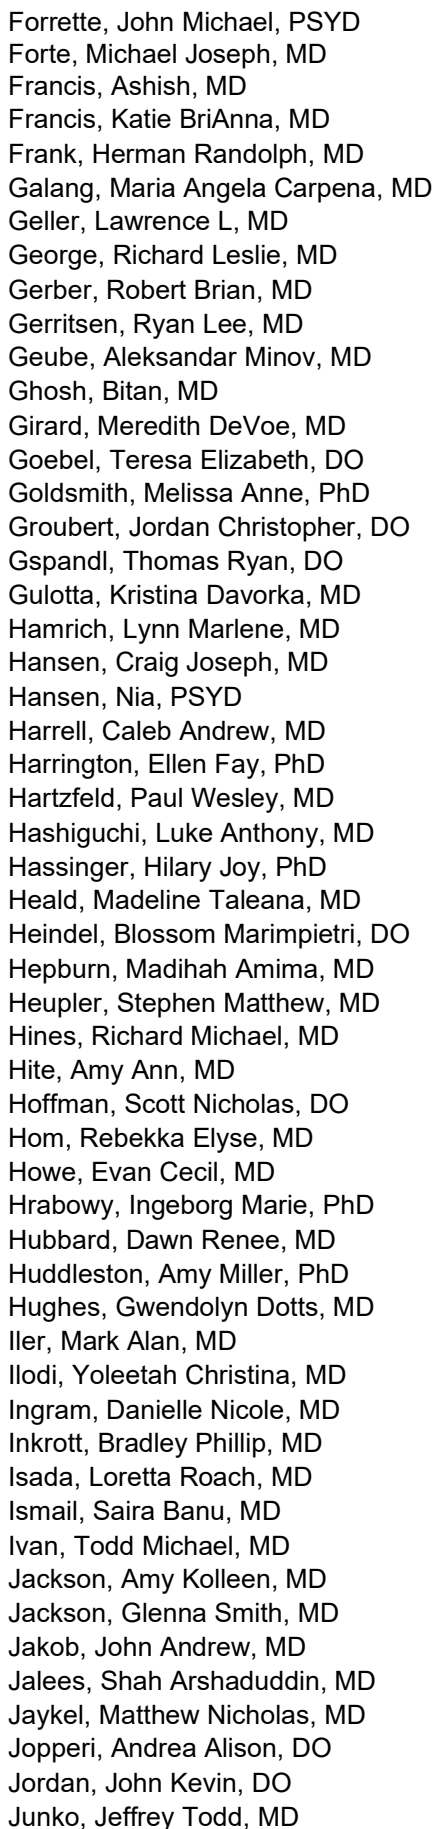 Forrette, John Michael, PSYD
Forte, Michael Joseph, MD
Francis, Ashish, MD
Francis, Katie BriAnna, MD
Frank, Herman Randolph, MD
Galang, Maria Angela Carpena, MD
Geller, Lawrence L, MD
George, Richard Leslie, MD
Gerber, Robert Brian, MD
Gerritsen, Ryan Lee, MD
Geube, Aleksandar Minov, MD
Ghosh, Bitan, MD
Girard, Meredith DeVoe, MD
Goebel, Teresa Elizabeth, DO
Goldsmith, Melissa Anne, PhD
Groubert, Jordan Christopher, DO
Gspandl, Thomas Ryan, DO
Gulotta, Kristina Davorka, MD
Hamrich, Lynn Marlene, MD
Hansen, Craig Joseph, MD
Hansen, Nia, PSYD
Harrell, Caleb Andrew, MD
Harrington, Ellen Fay, PhD
Hartzfeld, Paul Wesley, MD
Hashiguchi, Luke Anthony, MD
Hassinger, Hilary Joy, PhD
Heald, Madeline Taleana, MD
Heindel, Blossom Marimpietri, DO
Hepburn, Madihah Amima, MD
Heupler, Stephen Matthew, MD
Hines, Richard Michael, MD
Hite, Amy Ann, MD
Hoffman, Scott Nicholas, DO
Hom, Rebekka Elyse, MD
Howe, Evan Cecil, MD
Hrabowy, Ingeborg Marie, PhD
Hubbard, Dawn Renee, MD
Huddleston, Amy Miller, PhD
Hughes, Gwendolyn Dotts, MD
Iler, Mark Alan, MD
Ilodi, Yoleetah Christina, MD
Ingram, Danielle Nicole, MD
Inkrott, Bradley Phillip, MD
Isada, Loretta Roach, MD
Ismail, Saira Banu, MD
Ivan, Todd Michael, MD
Jackson, Amy Kolleen, MD
Jackson, Glenna Smith, MD
Jakob, John Andrew, MD
Jalees, Shah Arshaduddin, MD
Jaykel, Matthew Nicholas, MD
Jopperi, Andrea Alison, DO
Jordan, John Kevin, DO
Junko, Jeffrey Todd, MD